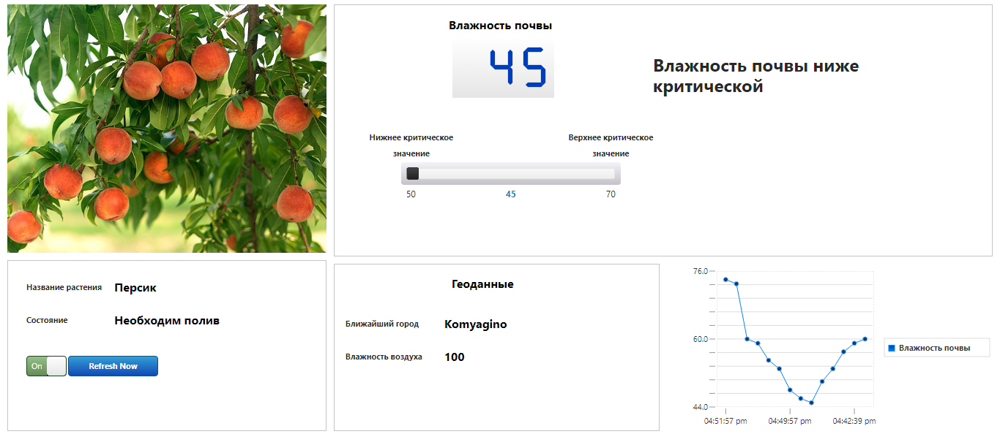 Влажность почвы
45
Влажность почвы ниже
критической
Нижнее критическое
значение
Верхнее критическое
значение
50
45
70
Название растения
Персик
Состояние
Необходим полив
On
Refresh Now
Геоданные
Ближайший город
Komyagino
Влажность воздуха
100
76.0
60.0
44.0
04:51:57 pm
04:49:57 pm
04:42:39 pm
Влажность почвы